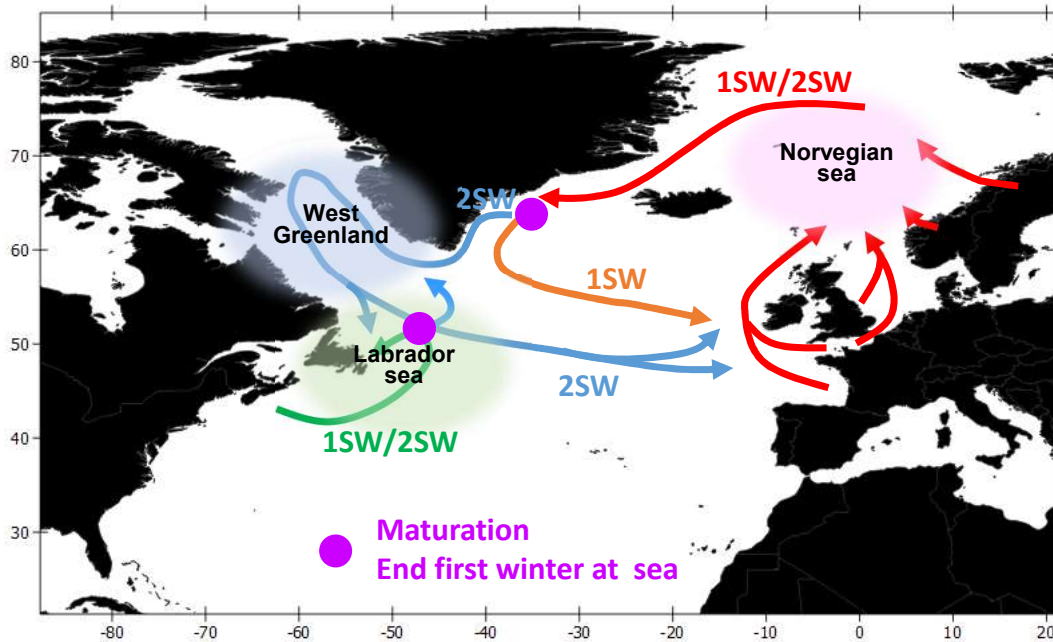 80
70
60
50
40
30
1SW/2SW
Norvegian
sea
2SW
West
Greenland
1SW
Labrador
sea
2SW
1SW/2SW
Maturation
End first winter at sea
-80
-70
-60
-50
-40
-30
-20
-10
0
10
20